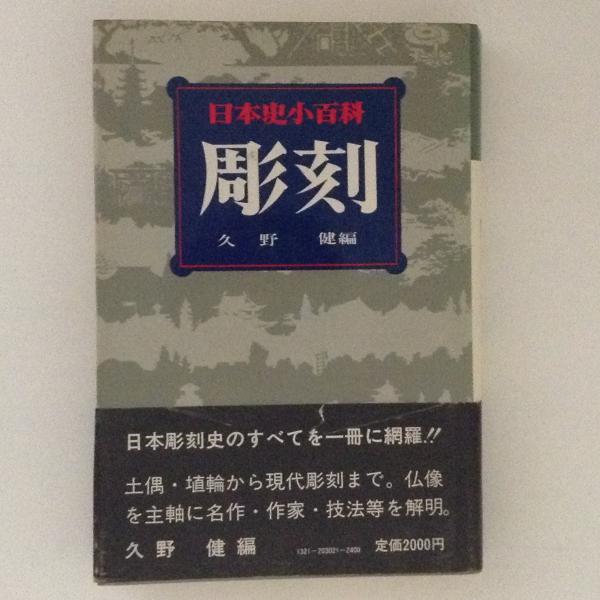 日本史小百科
彫刻
久野 健編
日本彫刻史のすべてを一冊に網羅!!
土偶・埴輪から現代彫刻まで。仏像
を主軸に名作・作家・技法等を解明。
久野 健編 1321-203021-2400 定価2000円